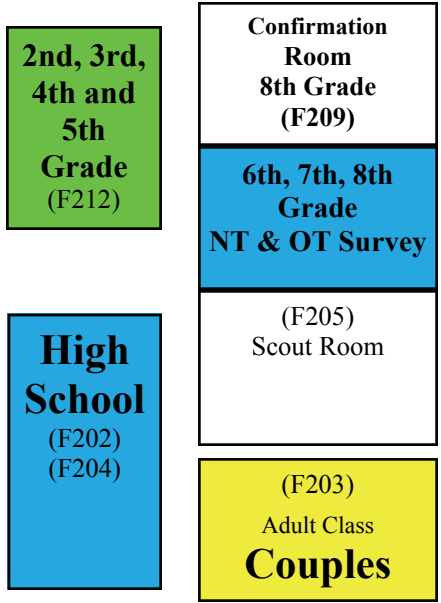 2nd, 3rd,
4th and
5th
Grade
(F212)
Confirmation
Room
8th Grade
(F209)
6th, 7th, 8th
Grade
NT & OT Survey
(F205)
Scout Room
High
School
(F202)
(F204)
(F203)
Adult Class
Couples